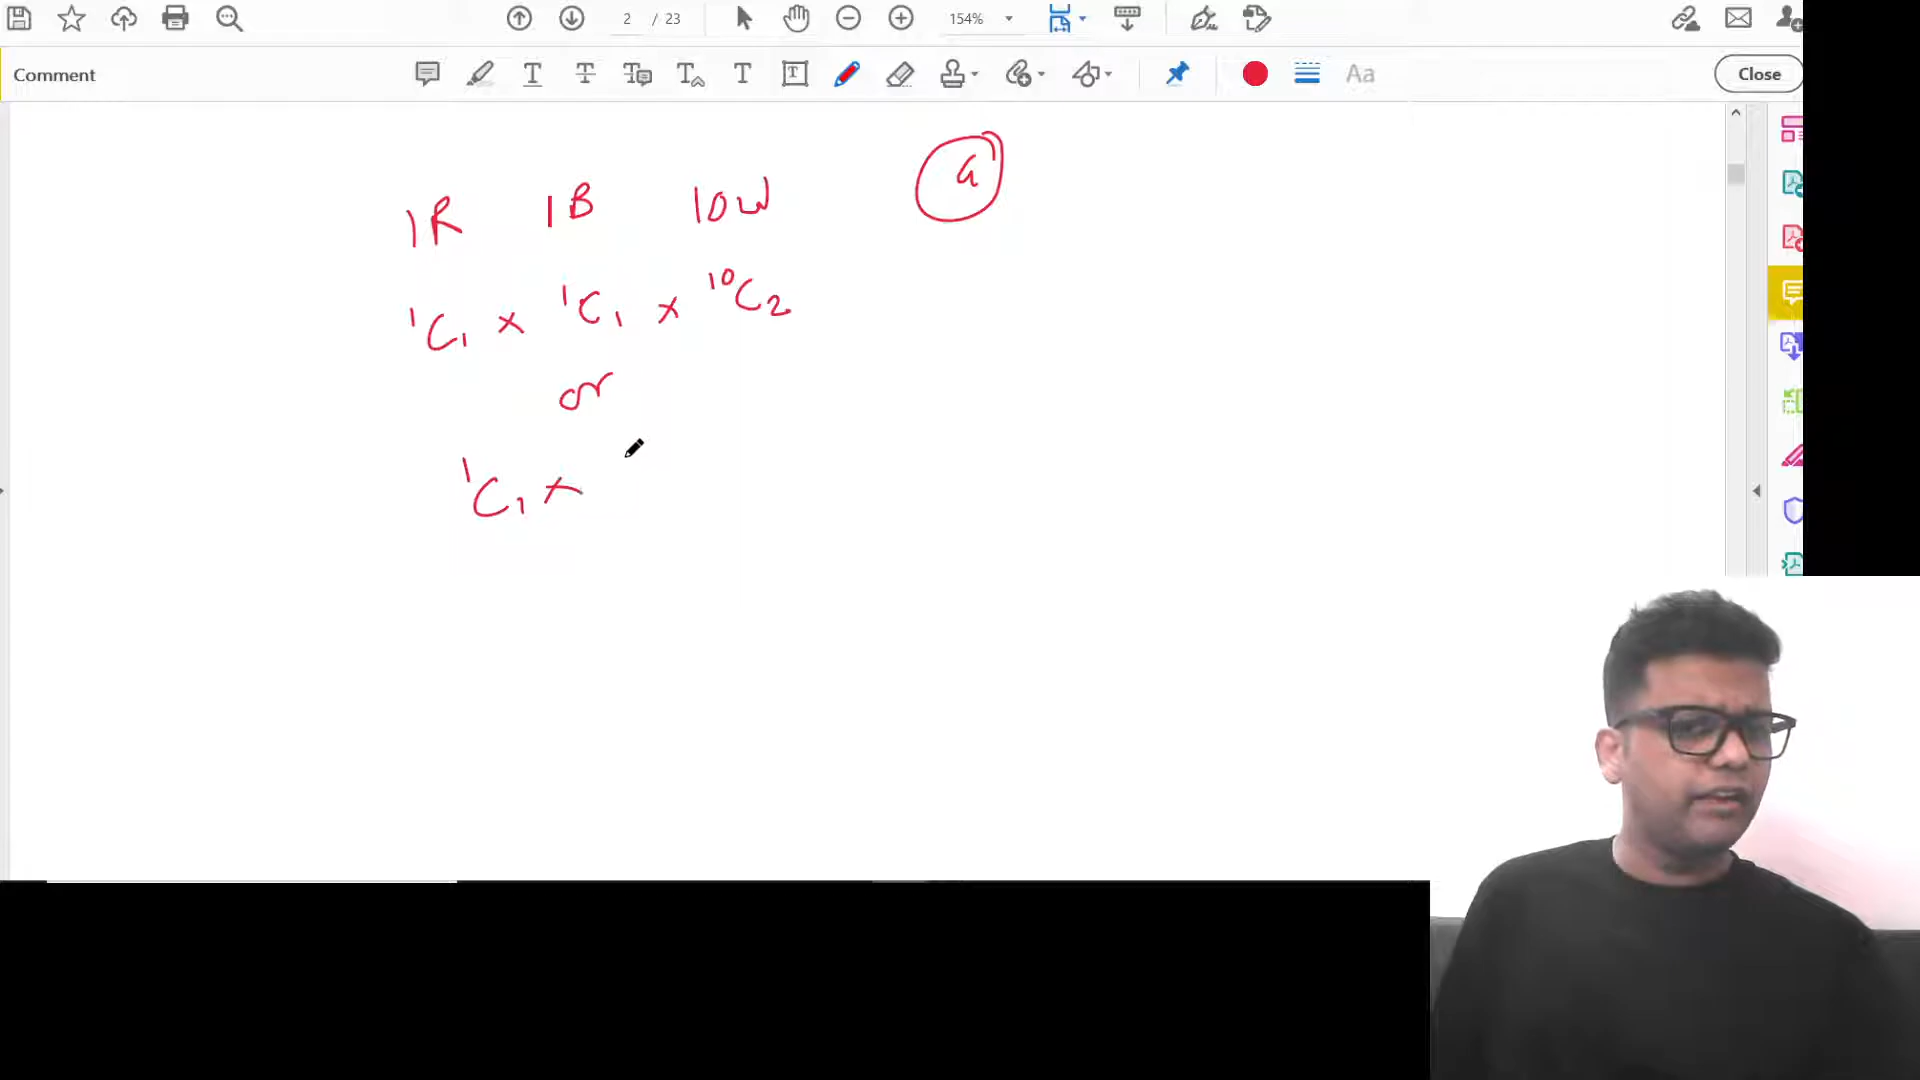 2 / 23 154%
Comment Aa Close
1R 1B 10W
¹C₁ × ¹C₁ × ¹⁰C₂
or
¹C₁ ×